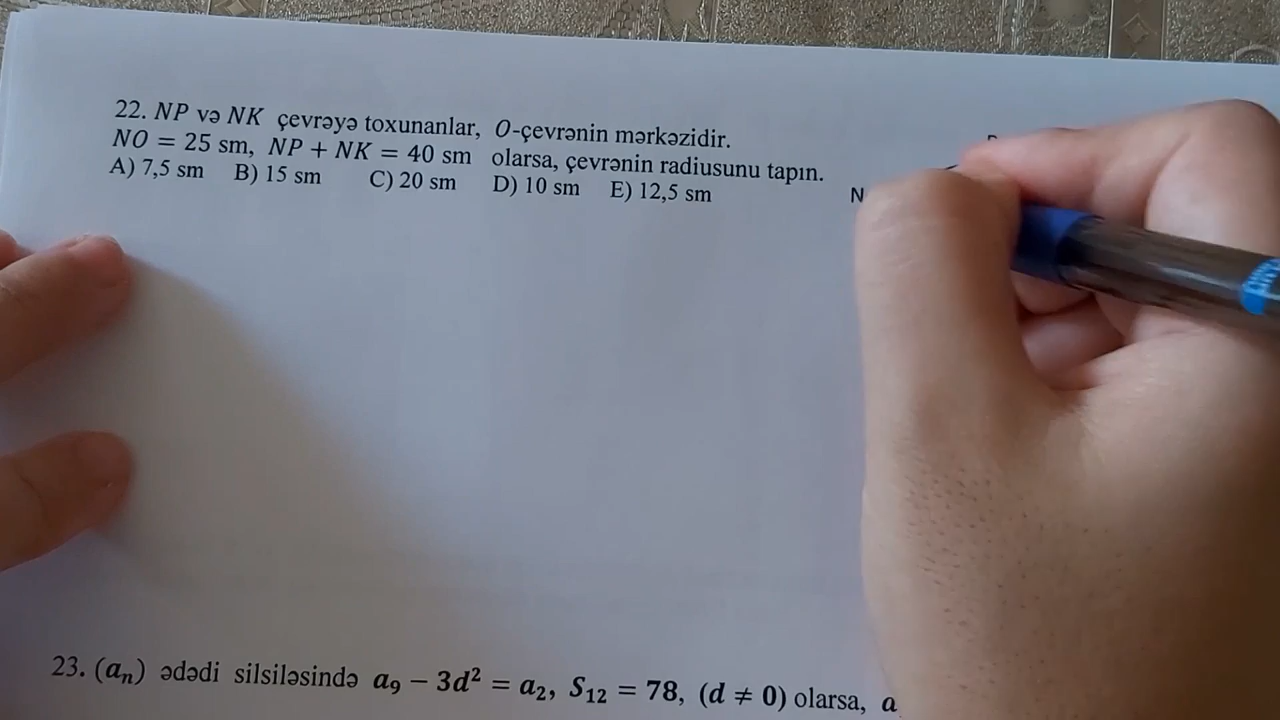 22. NP və NK çevrəyə toxunanlar, O-çevrənin mərkəzidir.
NO = 25 sm, NP + NK = 40 sm olarsa, çevrənin radiusunu tapın.
A) 7,5 sm B) 15 sm C) 20 sm D) 10 sm E) 12,5 sm
N
23. (aₙ) ədədi silsiləsində a₉ − 3d² = a₂, S₁₂ = 78, (d ≠ 0) olarsa, a